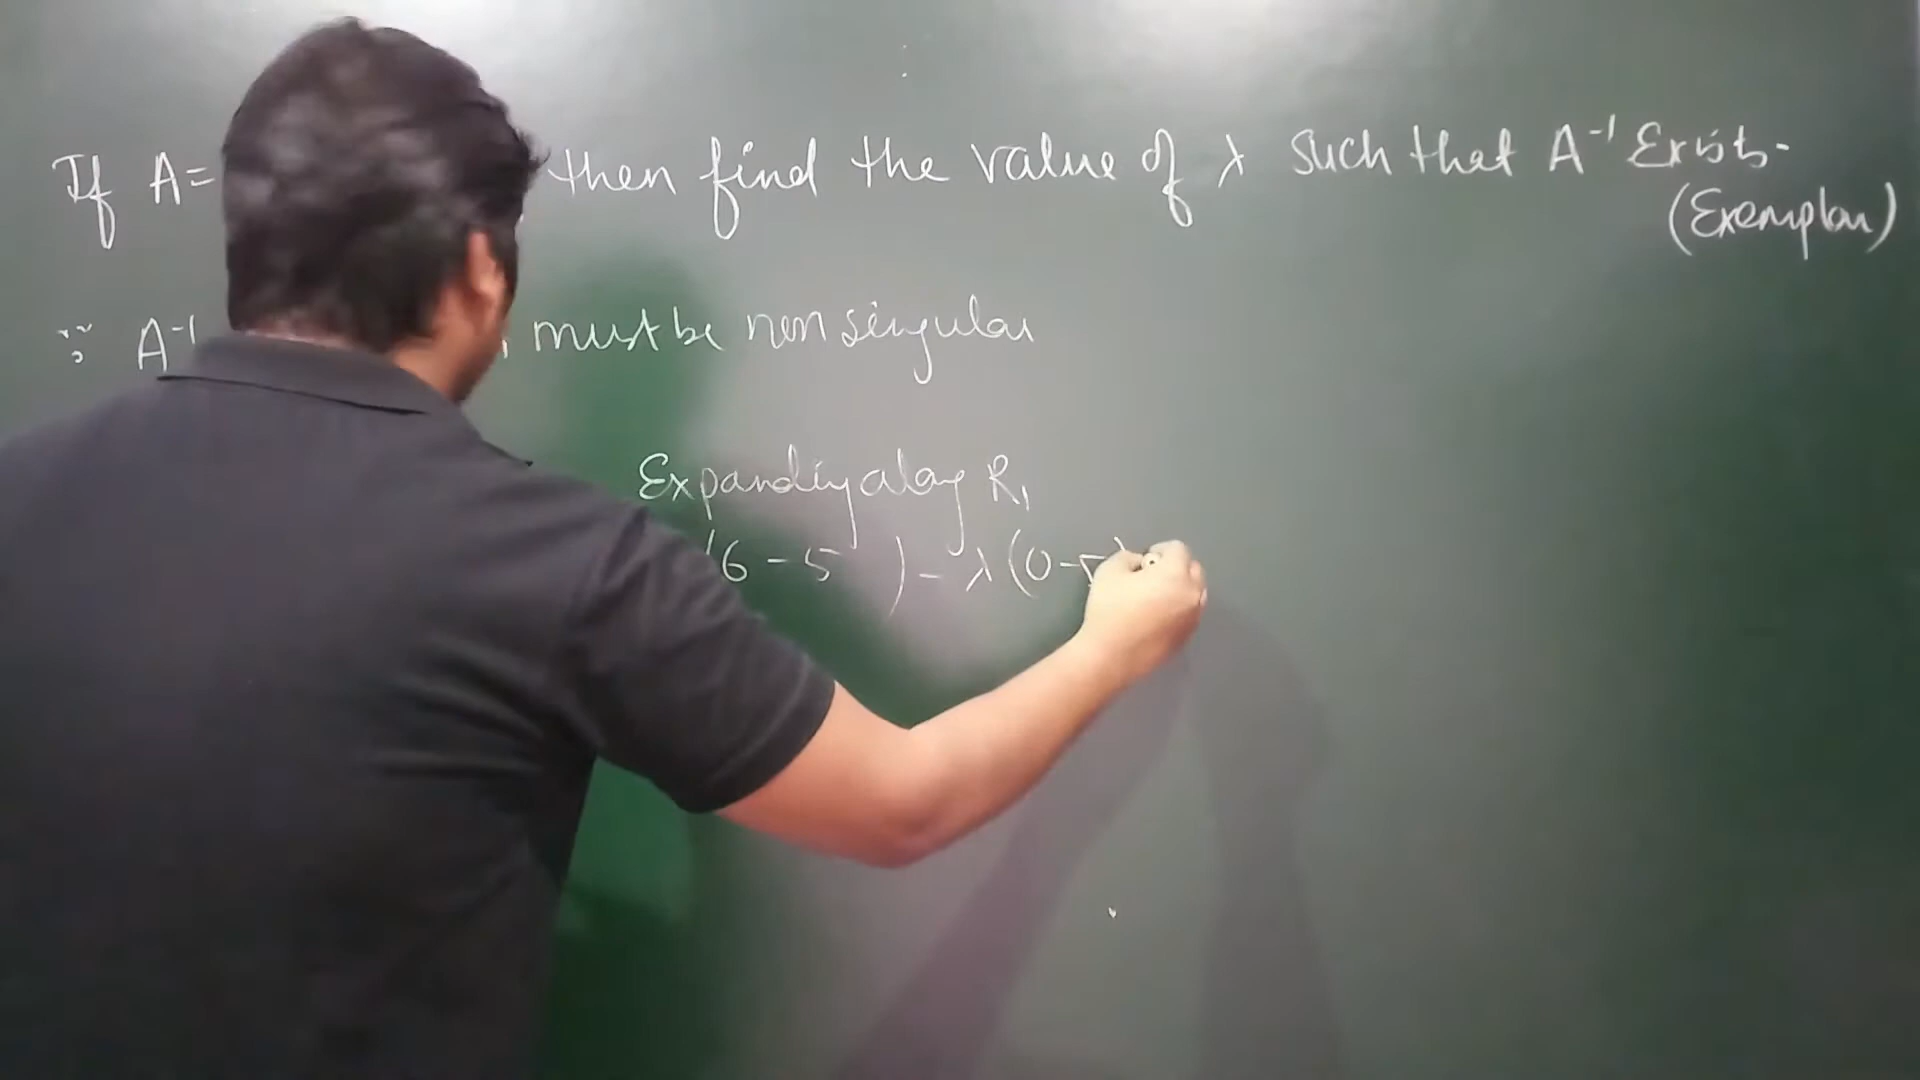 If A= then find the value of λ such that A⁻¹ Exists.
(Exemplar)
∵ A⁻¹ must be non singular
Expanding along R₁
(6-5 ) - λ(0-5)